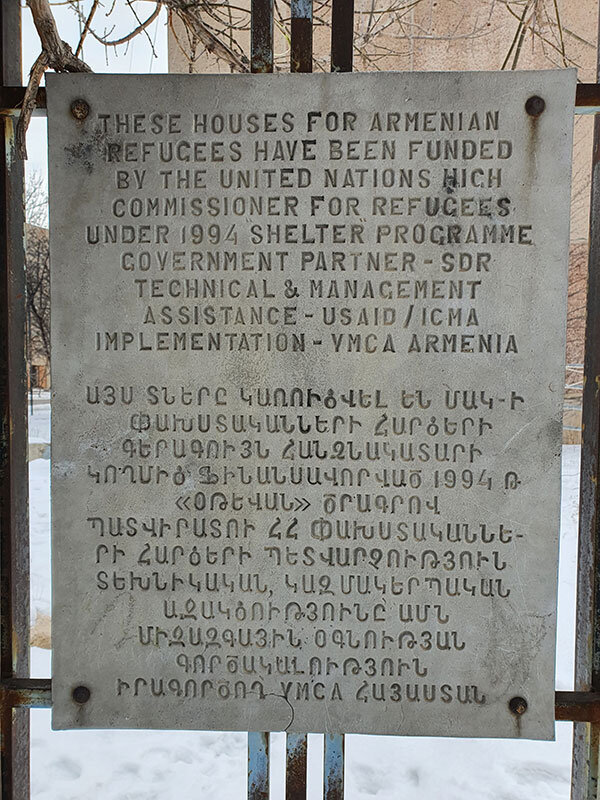 THESE HOUSES FOR ARMENIAN
REFUGEES HAVE BEEN FUNDED
BY THE UNITED NATIONS HIGH
COMMISSIONER FOR REFUGEES
UNDER 1994 SHELTER PROGRAMME
GOVERNMENT PARTNER - SDR
TECHNICAL & MANAGEMENT
ASSISTANCE - USAID / ICMA
IMPLEMENTATION - YMCA ARMENIA
ԱՅՍ ՏՆԵՐԸ ԿԱՌՈՒՑՎԵԼ ԵՆ ՄԱԿ-Ի
ՓԱԽՍՏԱԿԱՆՆԵՐԻ ՀԱՐՑԵՐԻ
ԳԵՐԱԳՈՒՅՆ ՀԱՆՁՆԱԿԱՏԱՐԻ
ԿՈՂՄԻՑ ՖԻՆԱՆՍԱՎՈՐՎԱԾ 1994 Թ
«ՕԹԵՎԱՆ» ԾՐԱԳՐՈՎ
ՊԱՏՎԻՐԱՏՈՒ ՀՀ ՓԱԽՍՏԱԿԱՆՆԵ-
ՐԻ ՀԱՐՑԵՐԻ ՊԵՏՎԱՐՉՈՒԹՅՈՒՆ
ՏԵԽՆԻԿԱԿԱՆ, ԿԱԶՄԱԿԵՐՊԱԿԱՆ
ԱՋԱԿՑՈՒԹՅՈՒՆԸ ԱՄՆ
ՄԻՋԱԶԳԱՅԻՆ ՕԳՆՈՒԹՅԱՆ
ԳՈՐԾԱԿԱԼՈՒԹՅՈՒՆ
ԻՐԱԳՈՐԾՈՂ YMCA ՀԱՅԱՍՏԱՆ